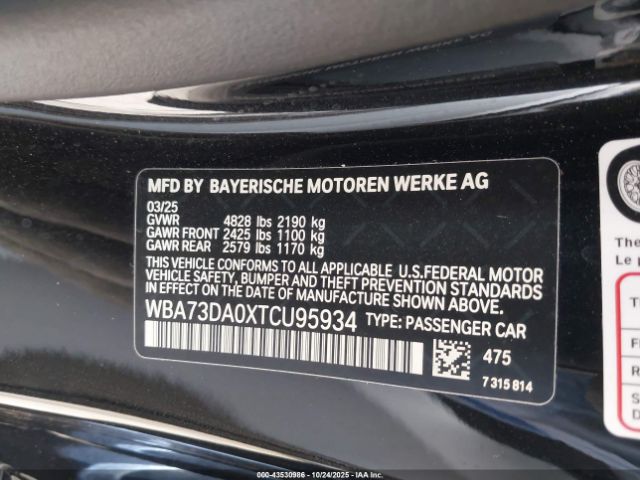 MFD BY BAYERISCHE MOTOREN WERKE AG
03/25
GVWR 4828 lbs 2190 kg
GAWR FRONT 2425 lbs 1100 kg
GAWR REAR 2579 lbs 1170 kg
THIS VEHICLE CONFORMS TO ALL APPLICABLE U.S.FEDERAL MOTOR
VEHICLE SAFETY, BUMPER AND THEFT PREVENTION STANDARDS
IN EFFECT ON THE DATE OF MANUFACTURE SHOWN ABOVE.
WBA73DA0XTCU95934 TYPE: PASSENGER CAR
475
7 315 814
The
Le p
060-43530986 - 10/24/2025 - IAA Inc.